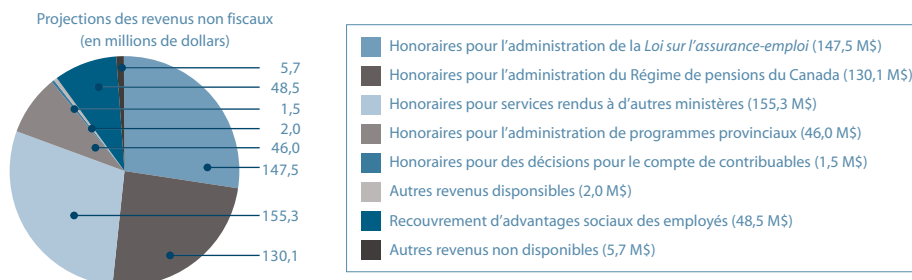 Projections des revenus non fiscaux
(en millions de dollars)
5,7
48,5
1,5
2,0
46,0
147,5
155,3
130,1
Honoraires pour l'administration de la Loi sur l'assurance-emploi (147,5 M$)
Honoraires pour l'administration du Régime de pensions du Canada (130,1 M$)
Honoraires pour services rendus à d'autres ministères (155,3 M$)
Honoraires pour l'administration de programmes provinciaux (46,0 M$)
Honoraires pour des décisions pour le compte de contribuables (1,5 M$)
Autres revenus disponibles (2,0 M$)
Recouvrement d'advantages sociaux des employés (48,5 M$)
Autres revenus non disponibles (5,7 M$)